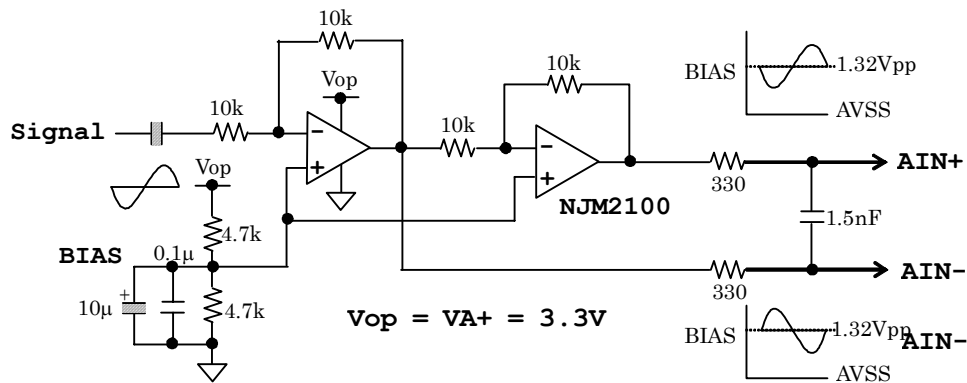 10k
Vop
10k
Signal
10k
10k
BIAS
1.32Vpp
AVSS
Vop
NJM2100
330
AIN+
4.7k
1.5nF
BIAS
0.1µ
10µ
+
4.7k
330
AIN-
Vop = VA+ = 3.3V
BIAS
1.32Vpp
AIN-
AVSS